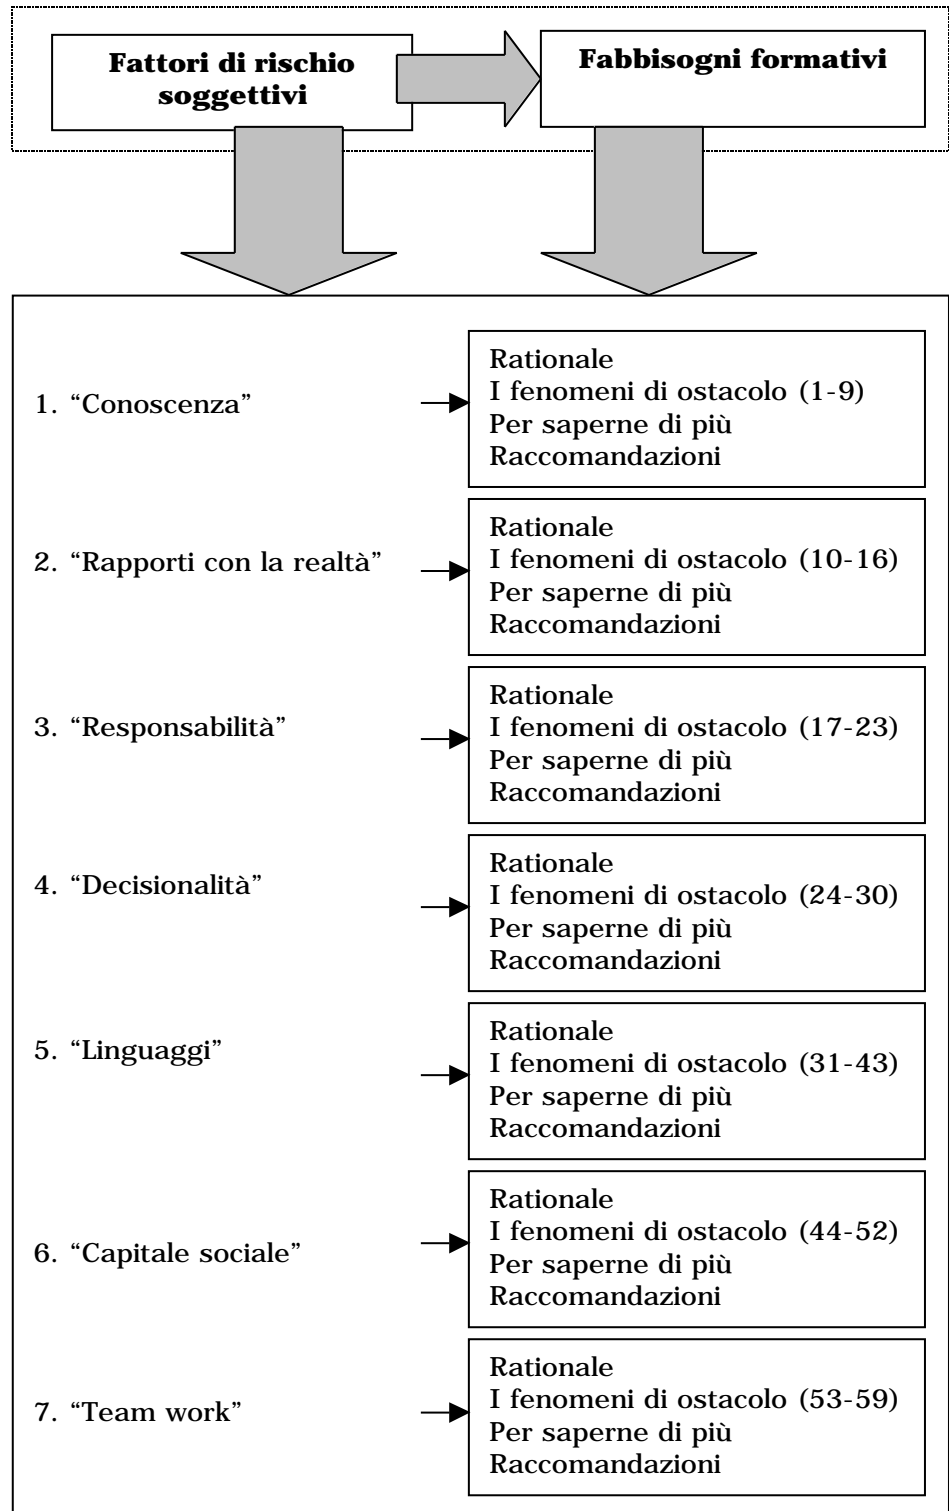 Fattori di rischio
soggettivi
Fabbisogni formativi
1. “Conoscenza”
Rationale
I fenomeni di ostacolo (1-9)
Per saperne di più
Raccomandazioni
2. “Rapporti con la realtà”
Rationale
I fenomeni di ostacolo (10-16)
Per saperne di più
Raccomandazioni
3. “Responsabilità”
Rationale
I fenomeni di ostacolo (17-23)
Per saperne di più
Raccomandazioni
4. “Decisionalità”
Rationale
I fenomeni di ostacolo (24-30)
Per saperne di più
Raccomandazioni
5. “Linguaggi”
Rationale
I fenomeni di ostacolo (31-43)
Per saperne di più
Raccomandazioni
6. “Capitale sociale”
Rationale
I fenomeni di ostacolo (44-52)
Per saperne di più
Raccomandazioni
7. “Team work”
Rationale
I fenomeni di ostacolo (53-59)
Per saperne di più
Raccomandazioni